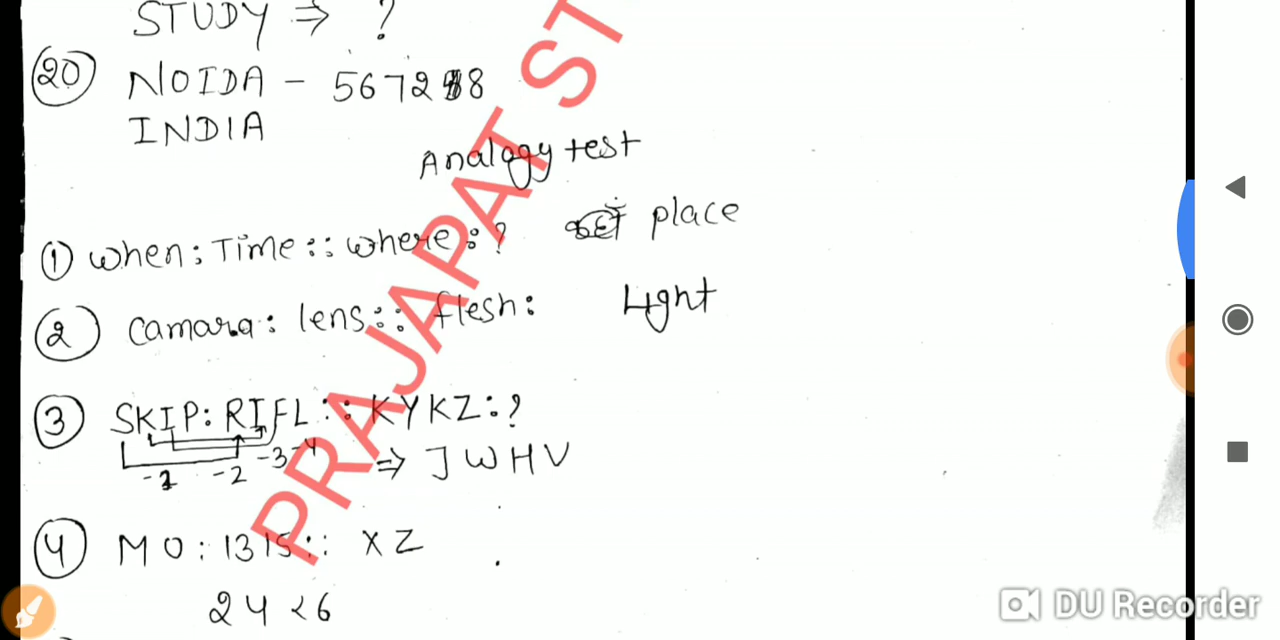 STUDY ⇒ ?
20 NOIDA - 567218
INDIA
Analogy test
1 When : Time :: where : ? place
2 Camara : lens :: flesh : Light
3 SKIP : RIFL :: KYKZ : ?
-1 -2 -3 -4 ⇒ JWHV
4 MO : 1315 :: XZ
24 26
PRAJAPAT ST
DU Recorder